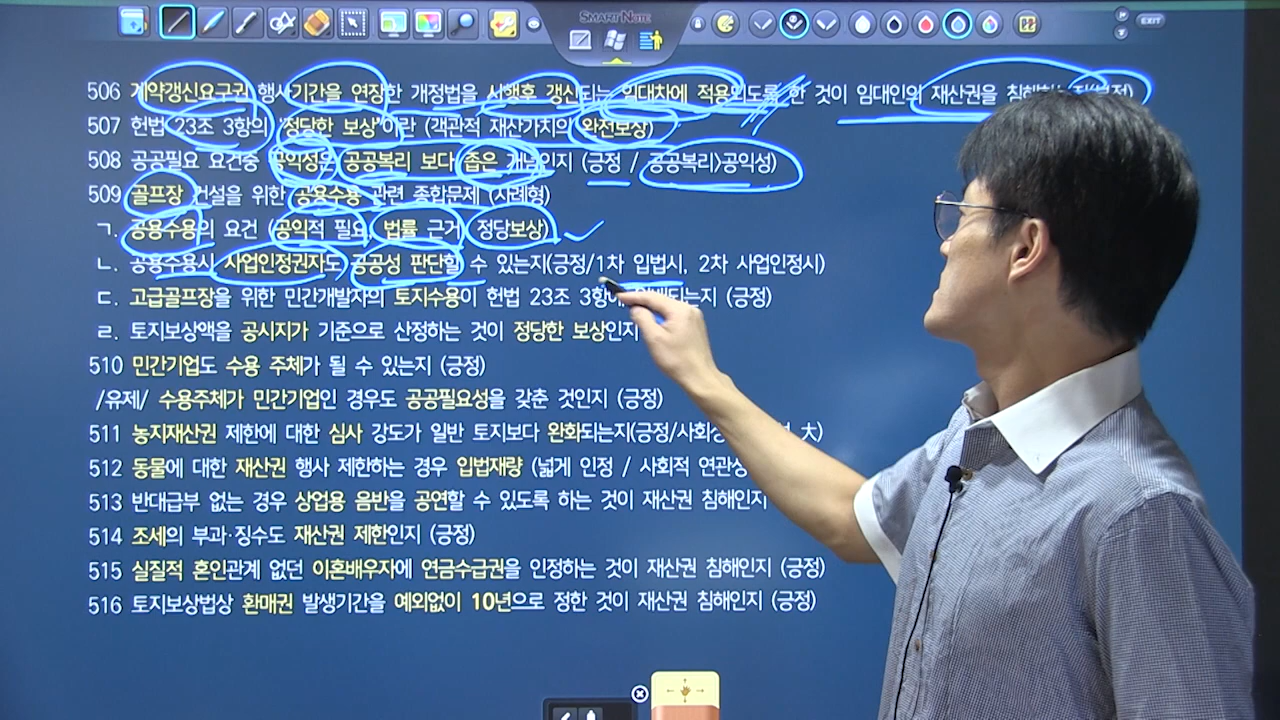 SMART NOTE
EXIT
506 계약갱신요구권 행사기간을 연장한 개정법을 시행후 갱신되는 임대차에 적용되도록 한 것이 임대인의 재산권을 침해하는
507 헌법 23조 3항의 "정당한 보상"이란 (객관적 재산가치의 완전보상)
508 공공필요 요건중 공익성은 공공복리 보다 좁은 개념인지 (긍정 / 공공복리>공익성)
509 골프장 건설을 위한 공용수용 관련 종합문제 (사례형)
ㄱ. 공용수용의 요건 (공익적 필요, 법률 근거, 정당보상)
ㄴ. 공용수용시 사업인정권자도 공공성 판단할 수 있는지(긍정/1차 입법시, 2차 사업인정시)
ㄷ. 고급골프장을 위한 민간개발자의 토지수용이 헌법 23조 3항에 위배되는지 (긍정)
ㄹ. 토지보상액을 공시지가 기준으로 산정하는 것이 정당한 보상인지
510 민간기업도 수용 주체가 될 수 있는지 (긍정)
/유제/ 수용주체가 민간기업인 경우도 공공필요성을 갖춘 것인지 (긍정)
511 농지재산권 제한에 대한 심사 강도가 일반 토지보다 완화되는지(긍정/사회 大)
512 동물에 대한 재산권 행사 제한하는 경우 입법재량 (넓게 인정 / 사회적 연관성
513 반대급부 없는 경우 상업용 음반을 공연할 수 있도록 하는 것이 재산권 침해인지
514 조세의 부과·징수도 재산권 제한인지 (긍정)
515 실질적 혼인관계 없던 이혼배우자에 연금수급권을 인정하는 것이 재산권 침해인지 (긍정)
516 토지보상법상 환매권 발생기간을 예외없이 10년으로 정한 것이 재산권 침해인지 (긍정)